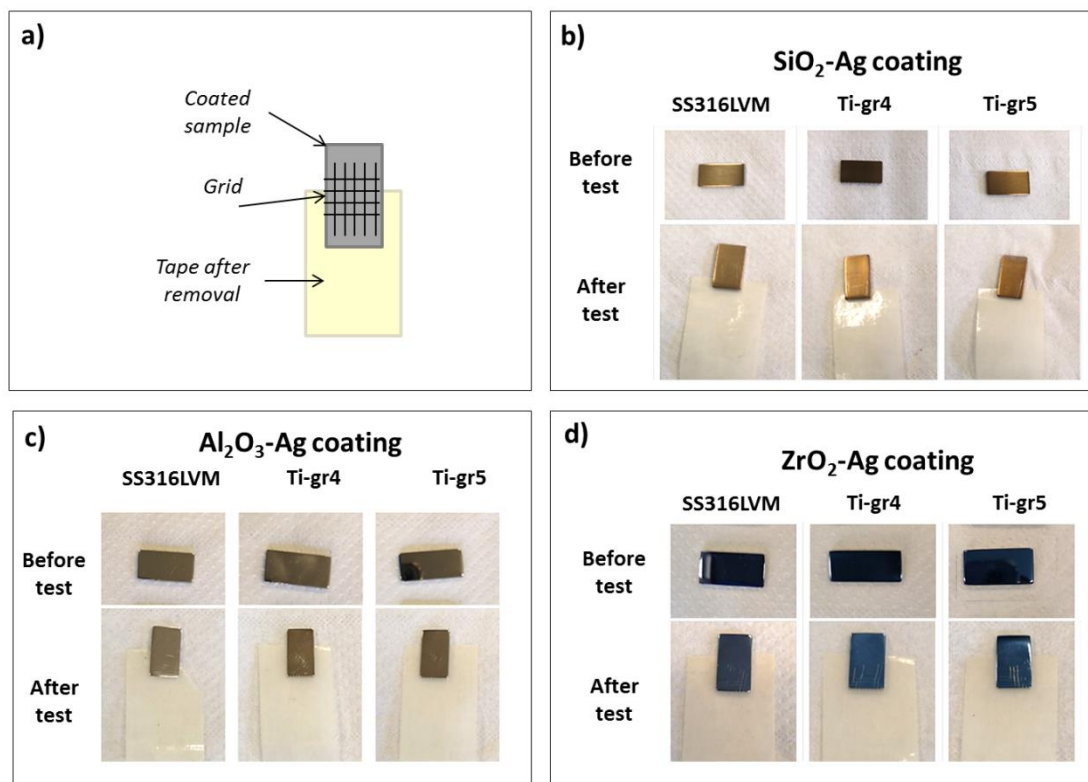 a)
Coated
sample
Grid
Tape after
removal
b)
SiO₂-Ag coating
SS316LVM Ti-gr4 Ti-gr5
Before
test
After
test
c)
Al₂O₃-Ag coating
SS316LVM Ti-gr4 Ti-gr5
Before
test
After
test
d)
ZrO₂-Ag coating
SS316LVM Ti-gr4 Ti-gr5
Before
test
After
test